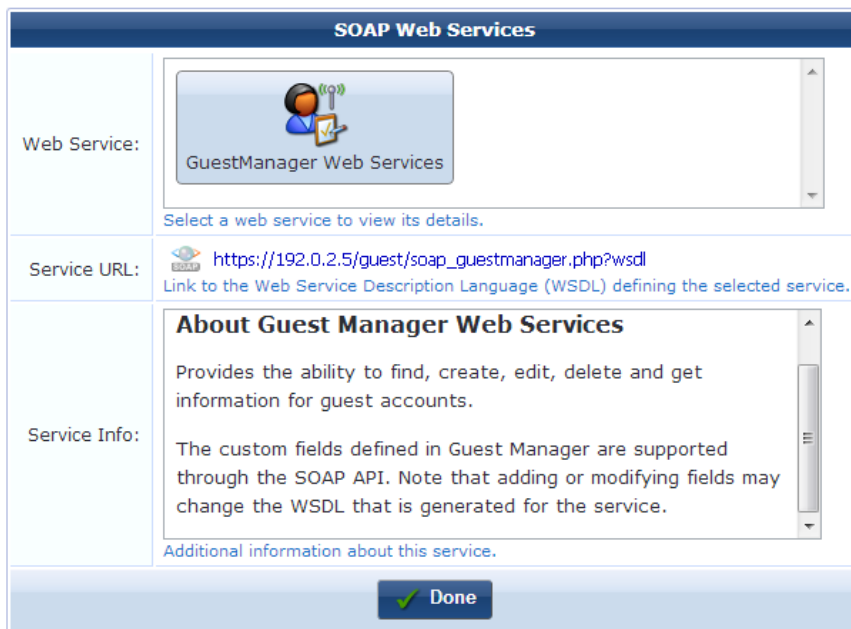 SOAP Web Services
Web Service:
GuestManager Web Services
Select a web service to view its details.
Service URL:
SOAP
https://192.0.2.5/guest/soap_guestmanager.php?wsdl
Link to the Web Service Description Language (WSDL) defining the selected service.
Service Info:
About Guest Manager Web Services
Provides the ability to find, create, edit, delete and get
information for guest accounts.
The custom fields defined in Guest Manager are supported
through the SOAP API. Note that adding or modifying fields may
change the WSDL that is generated for the service.
Additional information about this service.
Done